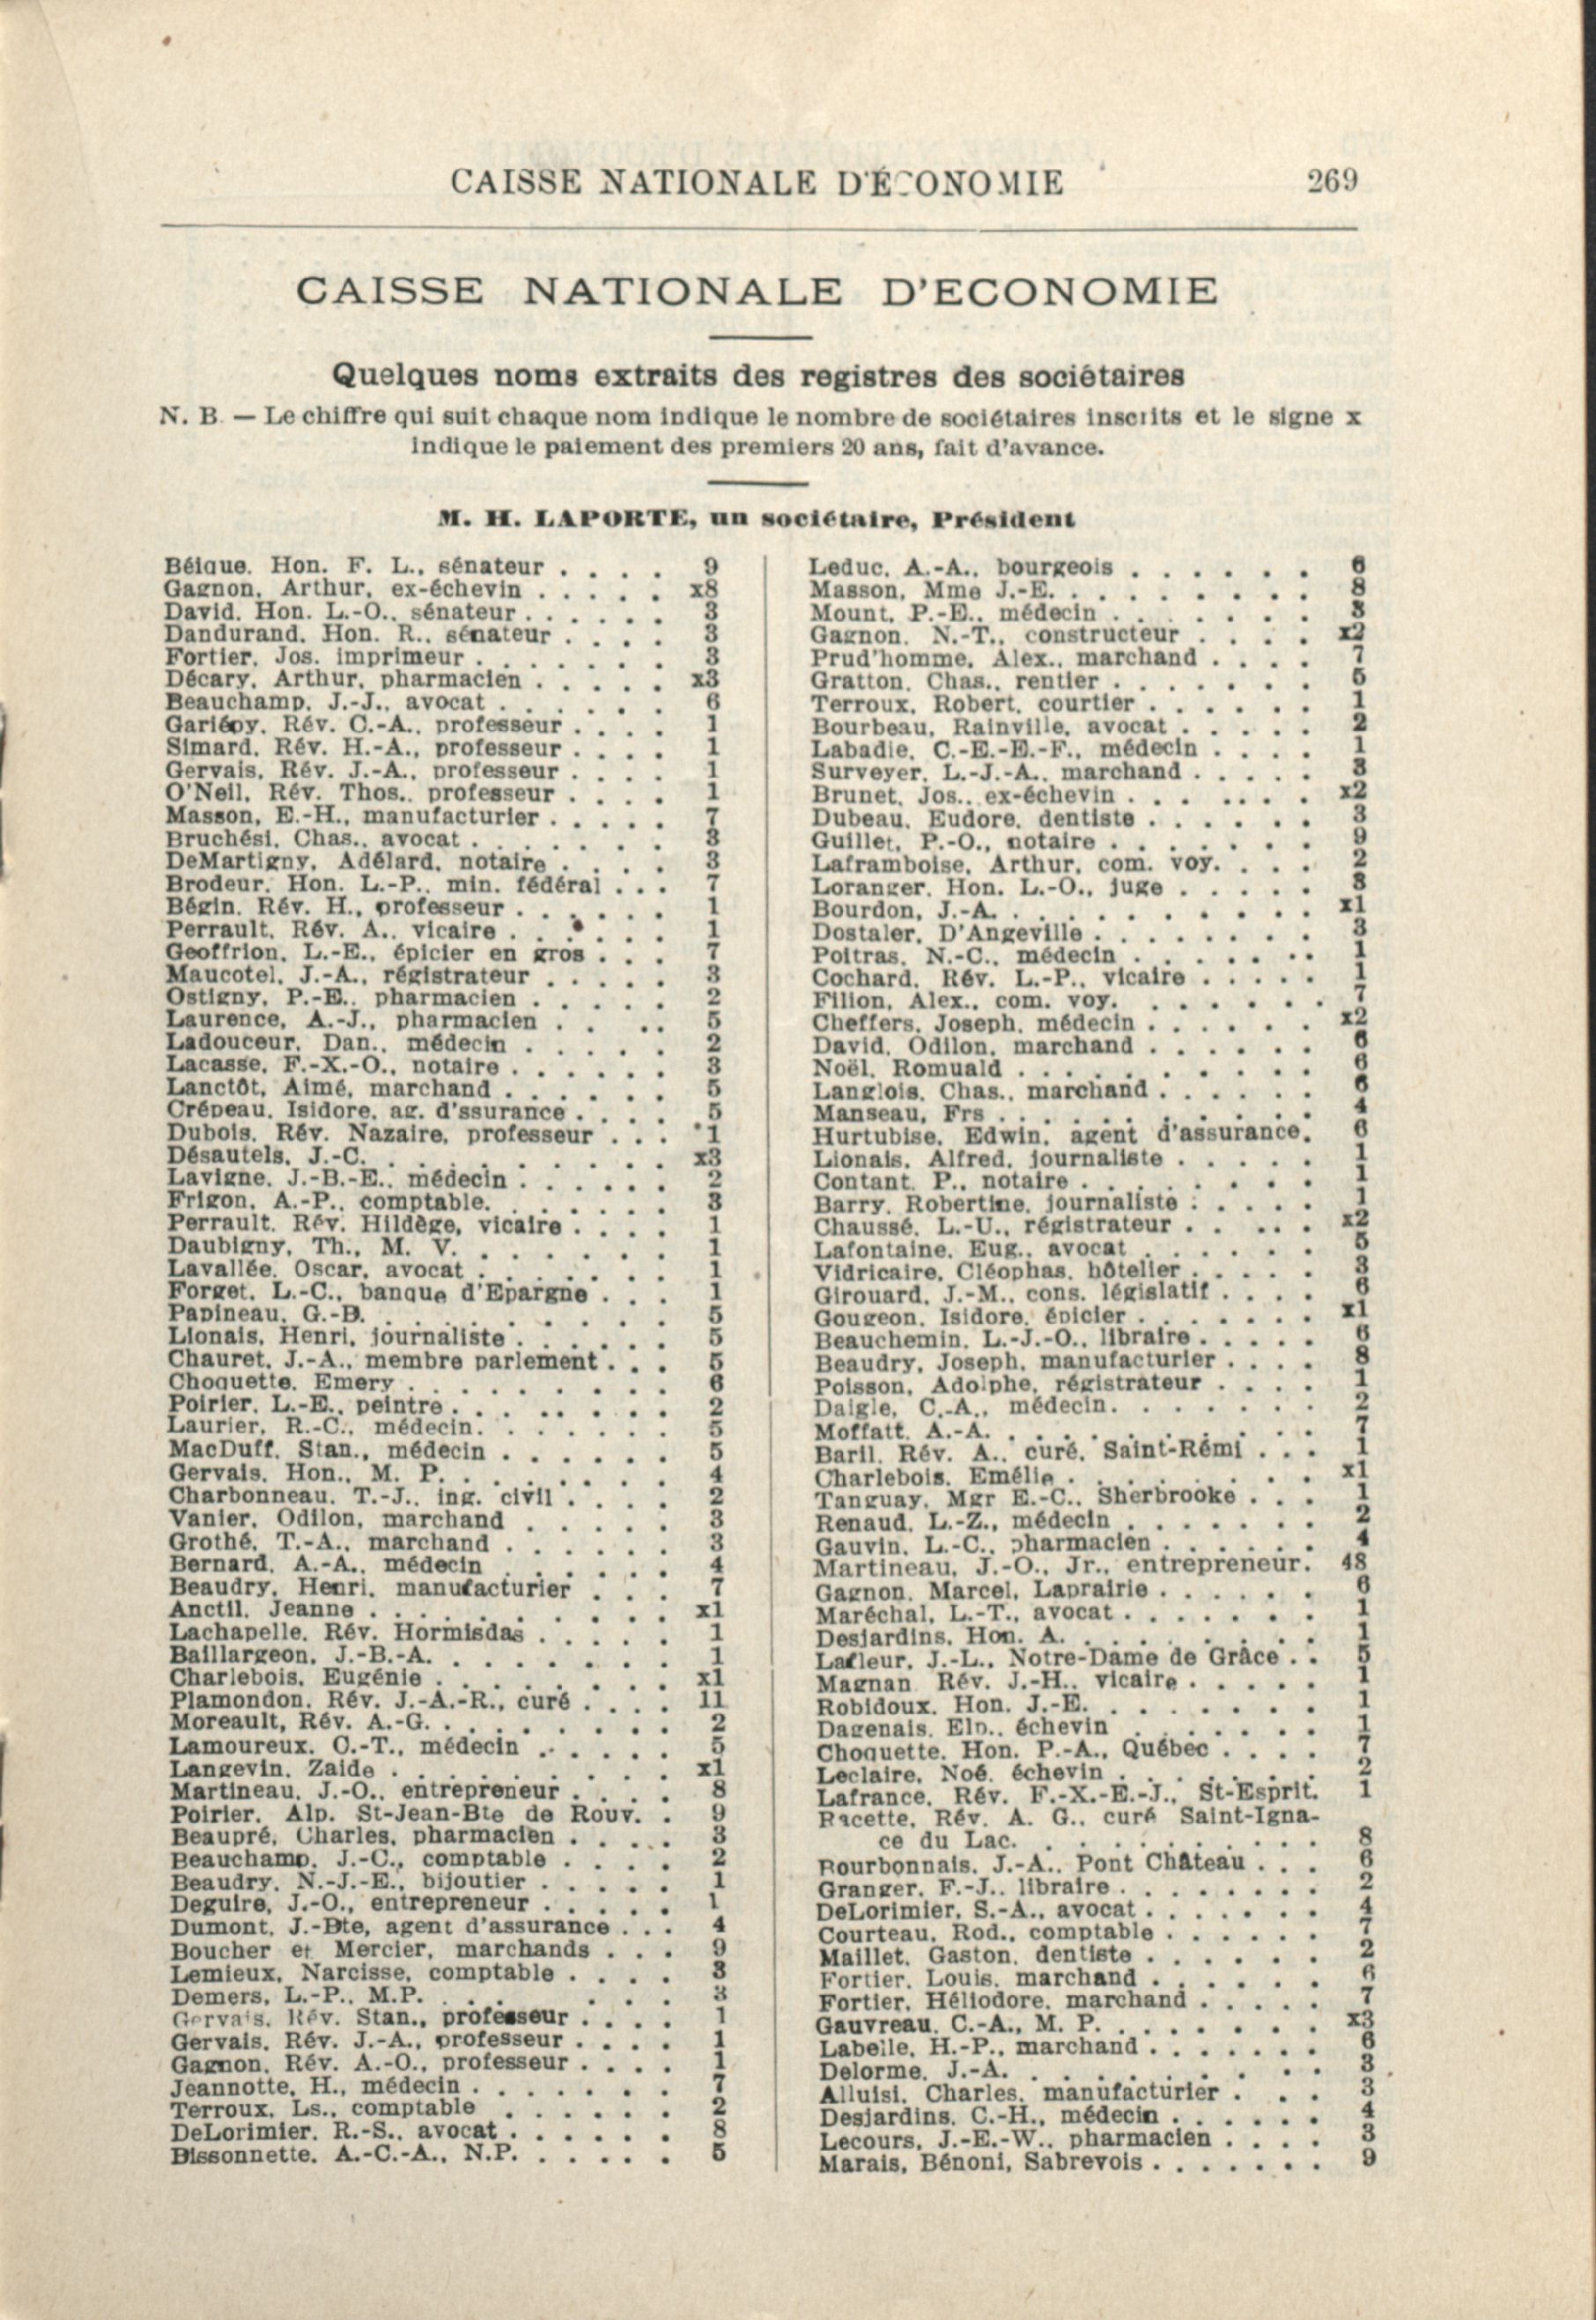 CAISSE NATIONALE D'ÉCONOMIE 269
CAISSE NATIONALE D'ECONOMIE
Quelques noms extraits des registres des sociétaires
N. B. — Le chiffre qui suit chaque nom indique le nombre de sociétaires inscrits et le signe x
indique le paiement des premiers 20 ans, fait d'avance.
M. H. LAPORTE, un sociétaire, Président
Béique. Hon. F. L., sénateur . . . . 9
Gagnon, Arthur, ex-échevin . . . . . x8
David. Hon. L.-O., sénateur . . . . . . 3
Dandurand. Hon. R., sénateur . . . . 3
Fortier. Jos. imprimeur . . . . . . . 3
Décary. Arthur. pharmacien . . . . . x3
Beauchamp. J.-J., avocat . . . . . . 6
Gariépy. Rév. C.-A., professeur . . . . 1
Simard. Rév. H.-A., professeur . . . . 1
Gervais. Rév. J.-A., professeur . . . . 1
O'Neil. Rév. Thos.. professeur . . . . 1
Masson, E.-H., manufacturier . . . . . 7
Bruchési. Chas., avocat . . . . . . . 3
DeMartigny, Adélard. notaire . . . . 3
Brodeur. Hon. L.-P., min. fédéral . . . 7
Bégin. Rév. H., professeur . . . . . . 1
Perrault. Rév. A.. vicaire . . . . . . 1
Geoffrion. L.-E., épicier en gros . . . 7
Maucotel. J.-A., régistrateur . . . . . 3
Ostigny. P.-E.. pharmacien . . . . . 2
Laurence, A.-J., pharmacien . . . . 5
Ladouceur. Dan., médecin . . . . . 2
Lacasse, F.-X.-O., notaire . . . . . . 3
Lanctôt, Aimé, marchand . . . . . . 5
Crépeau. Isidore. ag. d'ssurance . . . . 5
Dubois. Rév. Nazaire, professeur . . . 1
Désautels. J.-C. . . . . . . . . x3
Lavigne. J.-B.-E., médecin . . . . . . 2
Frigon. A.-P., comptable. . . . . . . 3
Perrault. Rév. Hildège, vicaire . . . . 1
Daubigny, Th., M. V. . . . . . . . 1
Lavallée. Oscar, avocat . . . . . . . 1
Forget. L.-C., banque d'Epargne . . . 1
Papineau. G.-B. . . . . . . . . 5
Lionais. Henri. journaliste . . . . . . 5
Chauret. J.-A., membre parlement . . . 5
Choquette. Emery . . . . . . . . 6
Poirier. L.-E., peintre . . . . . . . . 2
Laurier. R.-C., médecin. . . . . . . . 5
MacDuff. Stan., médecin . . . . . . 5
Gervais. Hon., M. P. . . . . . . . 4
Charbonneau. T.-J.. ing. civil . . . . 2
Vanier. Odilon, marchand . . . . . 3
Grothé. T.-A., marchand . . . . . . 3
Bernard. A.-A., médecin . . . . . . 4
Beaudry. Henri. manufacturier . . . 7
Anctil. Jeanne . . . . . . . . . x1
Lachapelle. Rév. Hormisdas . . . . . 1
Baillargeon. J.-B.-A. . . . . . . . 1
Charlebois. Eugénie . . . . . . . . x1
Plamondon. Rév. J.-A.-R., curé . . . . 11
Moreault, Rév. A.-G. . . . . . . . . 2
Lamoureux. O.-T., médecin . . . . . 5
Langevin. Zaide . . . . . . . . . x1
Martineau. J.-O., entrepreneur . . . . 8
Poirier. Alp. St-Jean-Bte de Rouv. . 9
Beaupré. Charles, pharmacien . . . . . 3
Beauchamp. J.-C., comptable . . . . 2
Beaudry. N.-J.-E., bijoutier . . . . . 1
Deguire, J.-O., entrepreneur . . . . . 1
Dumont. J.-Bte, agent d'assurance . . . 4
Boucher et Mercier, marchands . . . 9
Lemieux, Narcisse, comptable . . . . 3
Demers, L.-P., M.P. . . . . . . 3
Gervais. Rév. Stan., professeur . . . . 1
Gervais. Rév. J.-A., professeur . . . . 1
Gagnon. Rév. A.-O., professeur . . . . 1
Jeannotte, H., médecin . . . . . . . 7
Terroux. Ls., comptable . . . . . . 2
DeLorimier. R.-S., avocat . . . . . . 8
Bissonnette. A.-C.-A., N.P. . . . . . . 5
Leduc. A.-A., bourgeois . . . . . . . 6
Masson, Mme J.-E. . . . . . . . . 8
Mount. P.-E., médecin . . . . . . . 3
Gagnon. N.-T., constructeur . . . . x2
Prud'homme. Alex., marchand . . . . 7
Gratton. Chas., rentier . . . . . . . 5
Terroux. Robert. courtier . . . . . . 1
Bourbeau, Rainville, avocat . . . . . 2
Labadie. C.-E.-E.-F., médecin . . . . 1
Surveyer. L.-J.-A., marchand . . . . . 3
Brunet. Jos., ex-échevin . . . . . . . x2
Dubeau. Eudore. dentiste . . . . . . 3
Guillet. P.-O., notaire . . . . . . . 9
Laframboise, Arthur, com. voy. . . . 2
Loranger. Hon. L.-O., juge . . . . . 8
Bourdon, J.-A. . . . . . . . . . x1
Dostaler. D'Angeville . . . . . . . . 3
Poitras. N.-C., médecin . . . . . . . 1
Cochard. Rév. L.-P., vicaire . . . . . 1
Filion, Alex., com. voy. . . . . . . 7
Cheffers. Joseph. médecin . . . . . . x2
David. Odilon. marchand . . . . . . 6
Noël. Romuald . . . . . . . . . 6
Langlois. Chas., marchand . . . . . . 6
Manseau, Frs . . . . . . . . . 4
Hurtubise. Edwin. agent d'assurance. 6
Lionais. Alfred. journaliste . . . . . 1
Contant. P., notaire . . . . . . . 1
Barry. Robertine. journaliste . . . . . 1
Chaussé. L.-U., régistrateur . . . . . x2
Lafontaine. Eug., avocat . . . . . . 5
Vidricaire, Cléophas. hôtelier . . . . . 3
Girouard. J.-M., cons. législatif . . . . 6
Gougeon. Isidore. épicier . . . . . . . x1
Beauchemin. L.-J.-O., libraire . . . . . 6
Beaudry, Joseph. manufacturier . . . . 8
Poisson. Adolphe, régistrateur . . . . 1
Daigle, C.-A., médecin. . . . . . . . 2
Moffatt. A.-A. . . . . . . . . . 7
Baril. Rév. A., curé. Saint-Rémi . . . 1
Charlebois. Emélie . . . . . . . . x1
Tanguay. Mgr E.-C., Sherbrooke . . . 1
Renaud. L.-Z., médecin . . . . . . . 2
Gauvin. L.-C., pharmacien . . . . . . 4
Martineau. J.-O., Jr., entrepreneur. 48
Gagnon. Marcel, Laprairie . . . . . . 6
Maréchal, L.-T., avocat . . . . . . . 1
Desjardins. Hon. A. . . . . . . . 1
Lafleur. J.-L., Notre-Dame de Grâce . . 5
Magnan Rév. J.-H., vicaire . . . . . 1
Robidoux. Hon. J.-E. . . . . . . . 1
Dagenais. Elp., échevin . . . . . . 1
Choquette. Hon. P.-A., Québec . . . . 7
Leclaire. Noé. échevin . . . . . . . 2
Lafrance. Rév. F.-X.-E.-J., St-Esprit. 1
Racette, Rév. A. G., curé Saint-Igna-
ce du Lac. . . . . . . . . . 8
Bourbonnais. J.-A., Pont Château . . . 6
Granger. F.-J., libraire . . . . . . . . 2
DeLorimier, S.-A., avocat . . . . . . . 4
Courteau, Rod., comptable . . . . . . 7
Maillet. Gaston. dentiste . . . . . . 2
Fortier. Louis. marchand . . . . . . 6
Fortier. Héliodore. marchand . . . . . 7
Gauvreau. C.-A., M. P. . . . . . . . x3
Labelle, H.-P., marchand . . . . . . . 6
Delorme. J.-A. . . . . . . . . . 3
Alluisi. Charles. manufacturier . . . 3
Desjardins. C.-H., médecin . . . . . . 4
Lecours, J.-E.-W., pharmacien . . . . 3
Marais, Bénoni, Sabrevois . . . . . . . 9